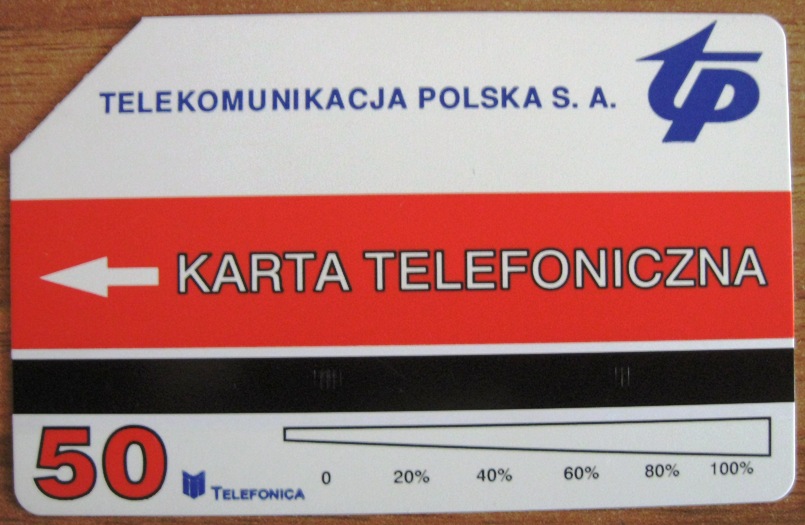 TELEKOMUNIKACJA POLSKA S. A.
tp
KARTA TELEFONICZNA
50
TELEFONICA
0 20% 40% 60% 80% 100%